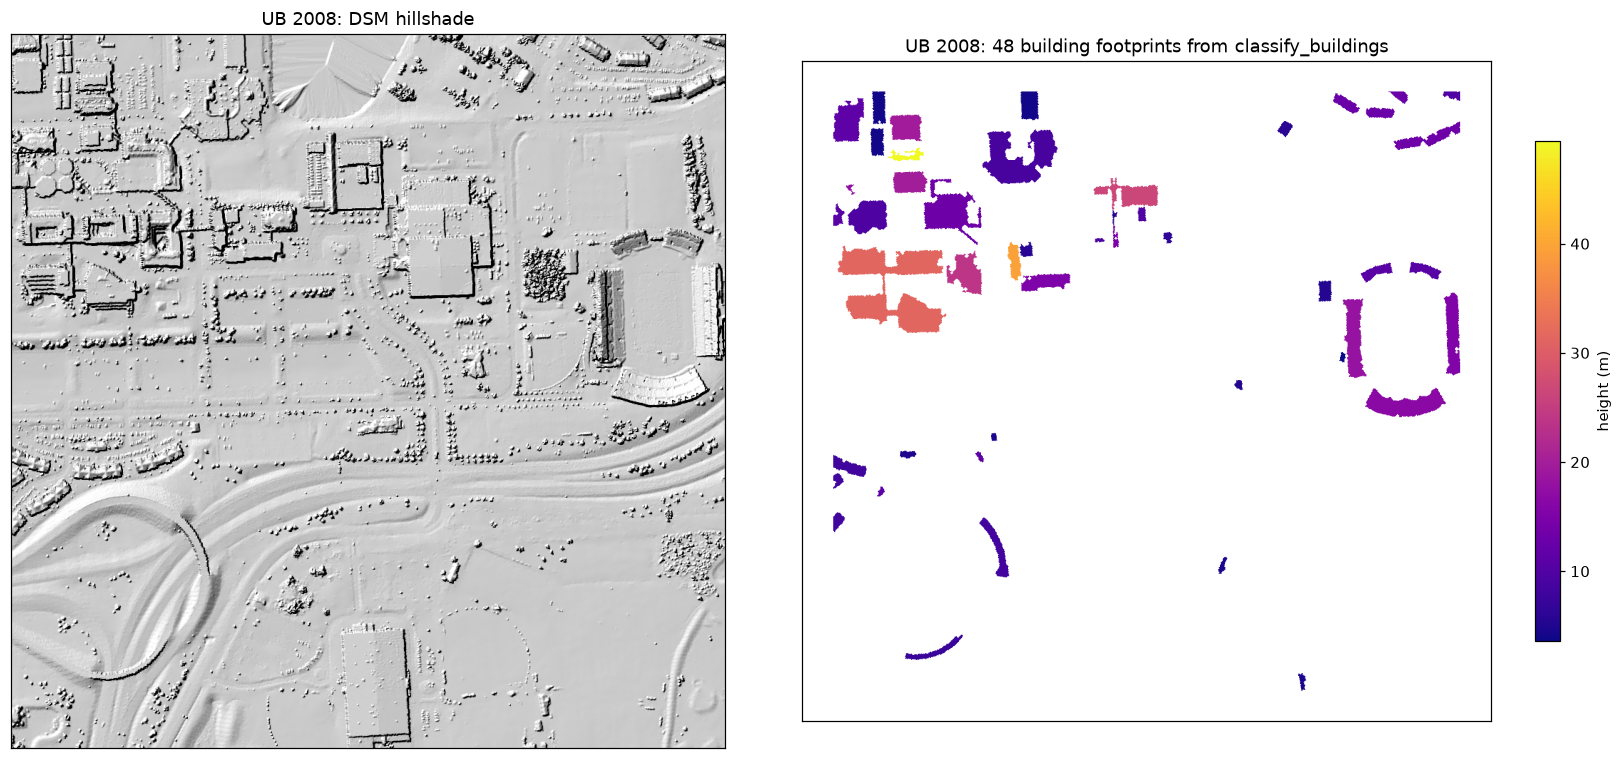 UB 2008: DSM hillshade
UB 2008: 48 building footprints from classify_buildings
40
30
20
10
height (m)